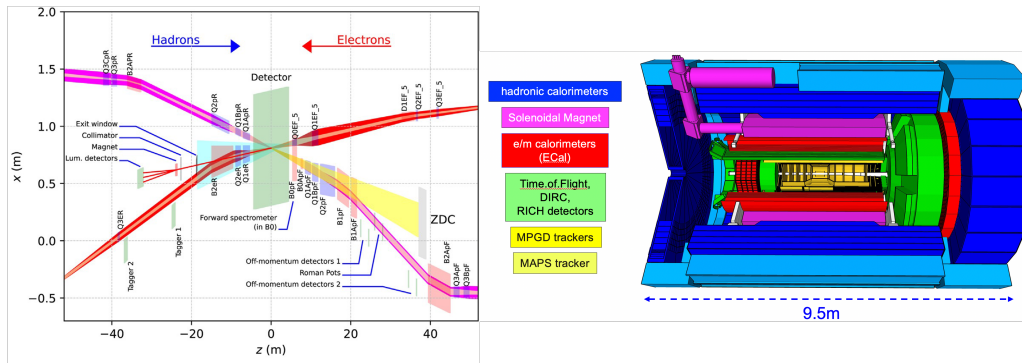 2.0
1.5
1.0
0.5
0.0
−0.5
x (m)
−40
−20
0
20
40
z (m)
Hadrons
Electrons
Detector
Q3CpR
Q3pR
B2APR
Q2pR
Q1BpR
Q1ApR
Q0EF_5
Q1EF_5
D1EF_5
Q2EF_5
Q3EF_5
Exit window
Collimator
Magnet
Lum. detectors
B2eR
Q2eR
Q1eR
Q3ER
Tagger 1
Tagger 2
Forward spectrometer
(in B0)
B0pF
B0ApF
Q1ApF
Q1BpF
Q2pF
B1pF
B1ApF
ZDC
Off-momentum detectors 1
Roman Pots
Off-momentum detectors 2
B2ApF
Q3ApF
Q3BpF
hadronic calorimeters
Solenoidal Magnet
e/m calorimeters
(ECal)
Time.of.Flight,
DIRC,
RICH detectors
MPGD trackers
MAPS tracker
9.5m